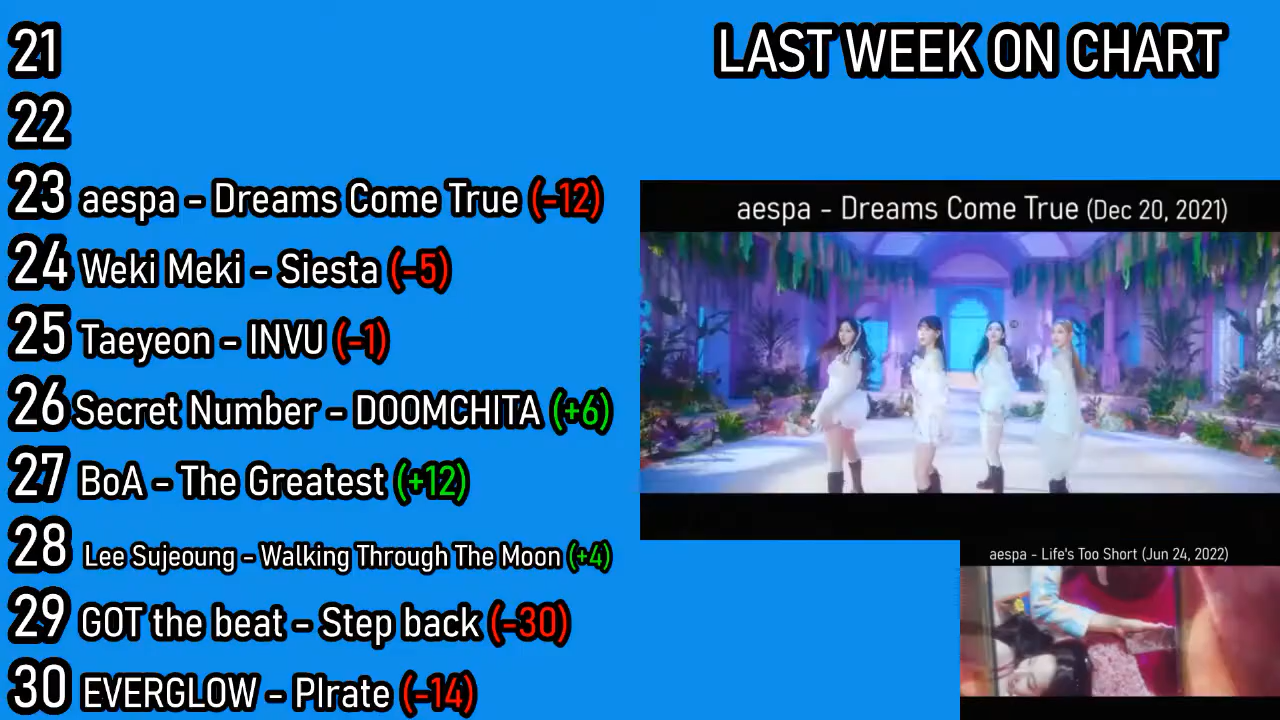 21
22
23 aespa - Dreams Come True (-12)
24 Weki Meki - Siesta (-5)
25 Taeyeon - INVU (-1)
26 Secret Number - DOOMCHITA (+6)
27 BoA - The Greatest (+12)
28 Lee Sujeoung - Walking Through The Moon (+4)
29 GOT the beat - Step back (-30)
30 EVERGLOW - PIrate (-14)
LAST WEEK ON CHART
aespa - Dreams Come True (Dec 20, 2021)
aespa - Life's Too Short (Jun 24, 2022)